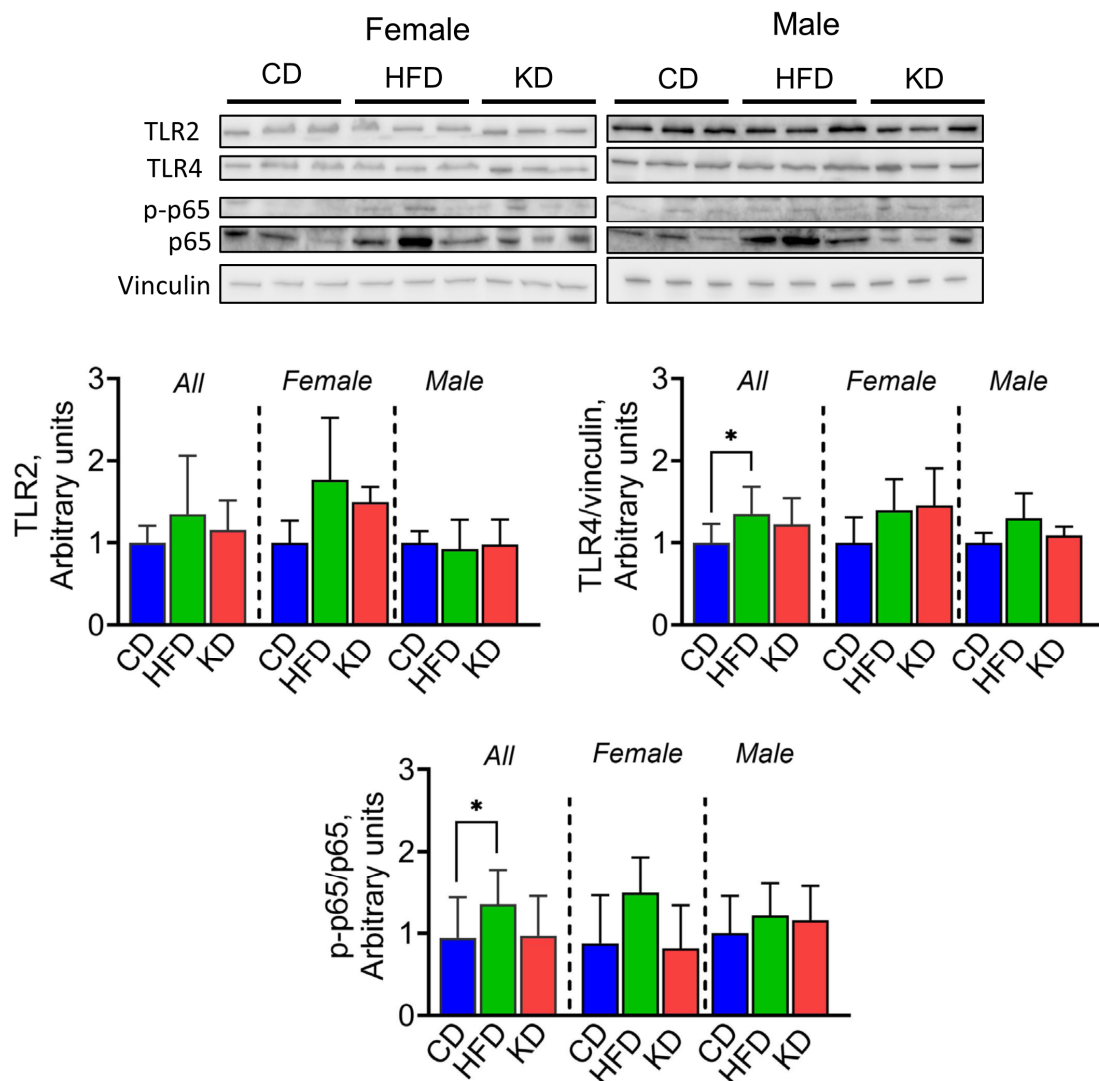 Female Male
CD HFD KD CD HFD KD
TLR2
TLR4
p-p65
p65
Vinculin
TLR2,
Arbitrary units
3
2
1
0
All Female Male
CD HFD KD CD HFD KD CD HFD KD
TLR4/vinculin,
Arbitrary units
3
2
1
0
All Female Male
*
CD HFD KD CD HFD KD CD HFD KD
p-p65/p65,
Arbitrary units
3
2
1
0
All Female Male
*
CD HFD KD CD HFD KD CD HFD KD